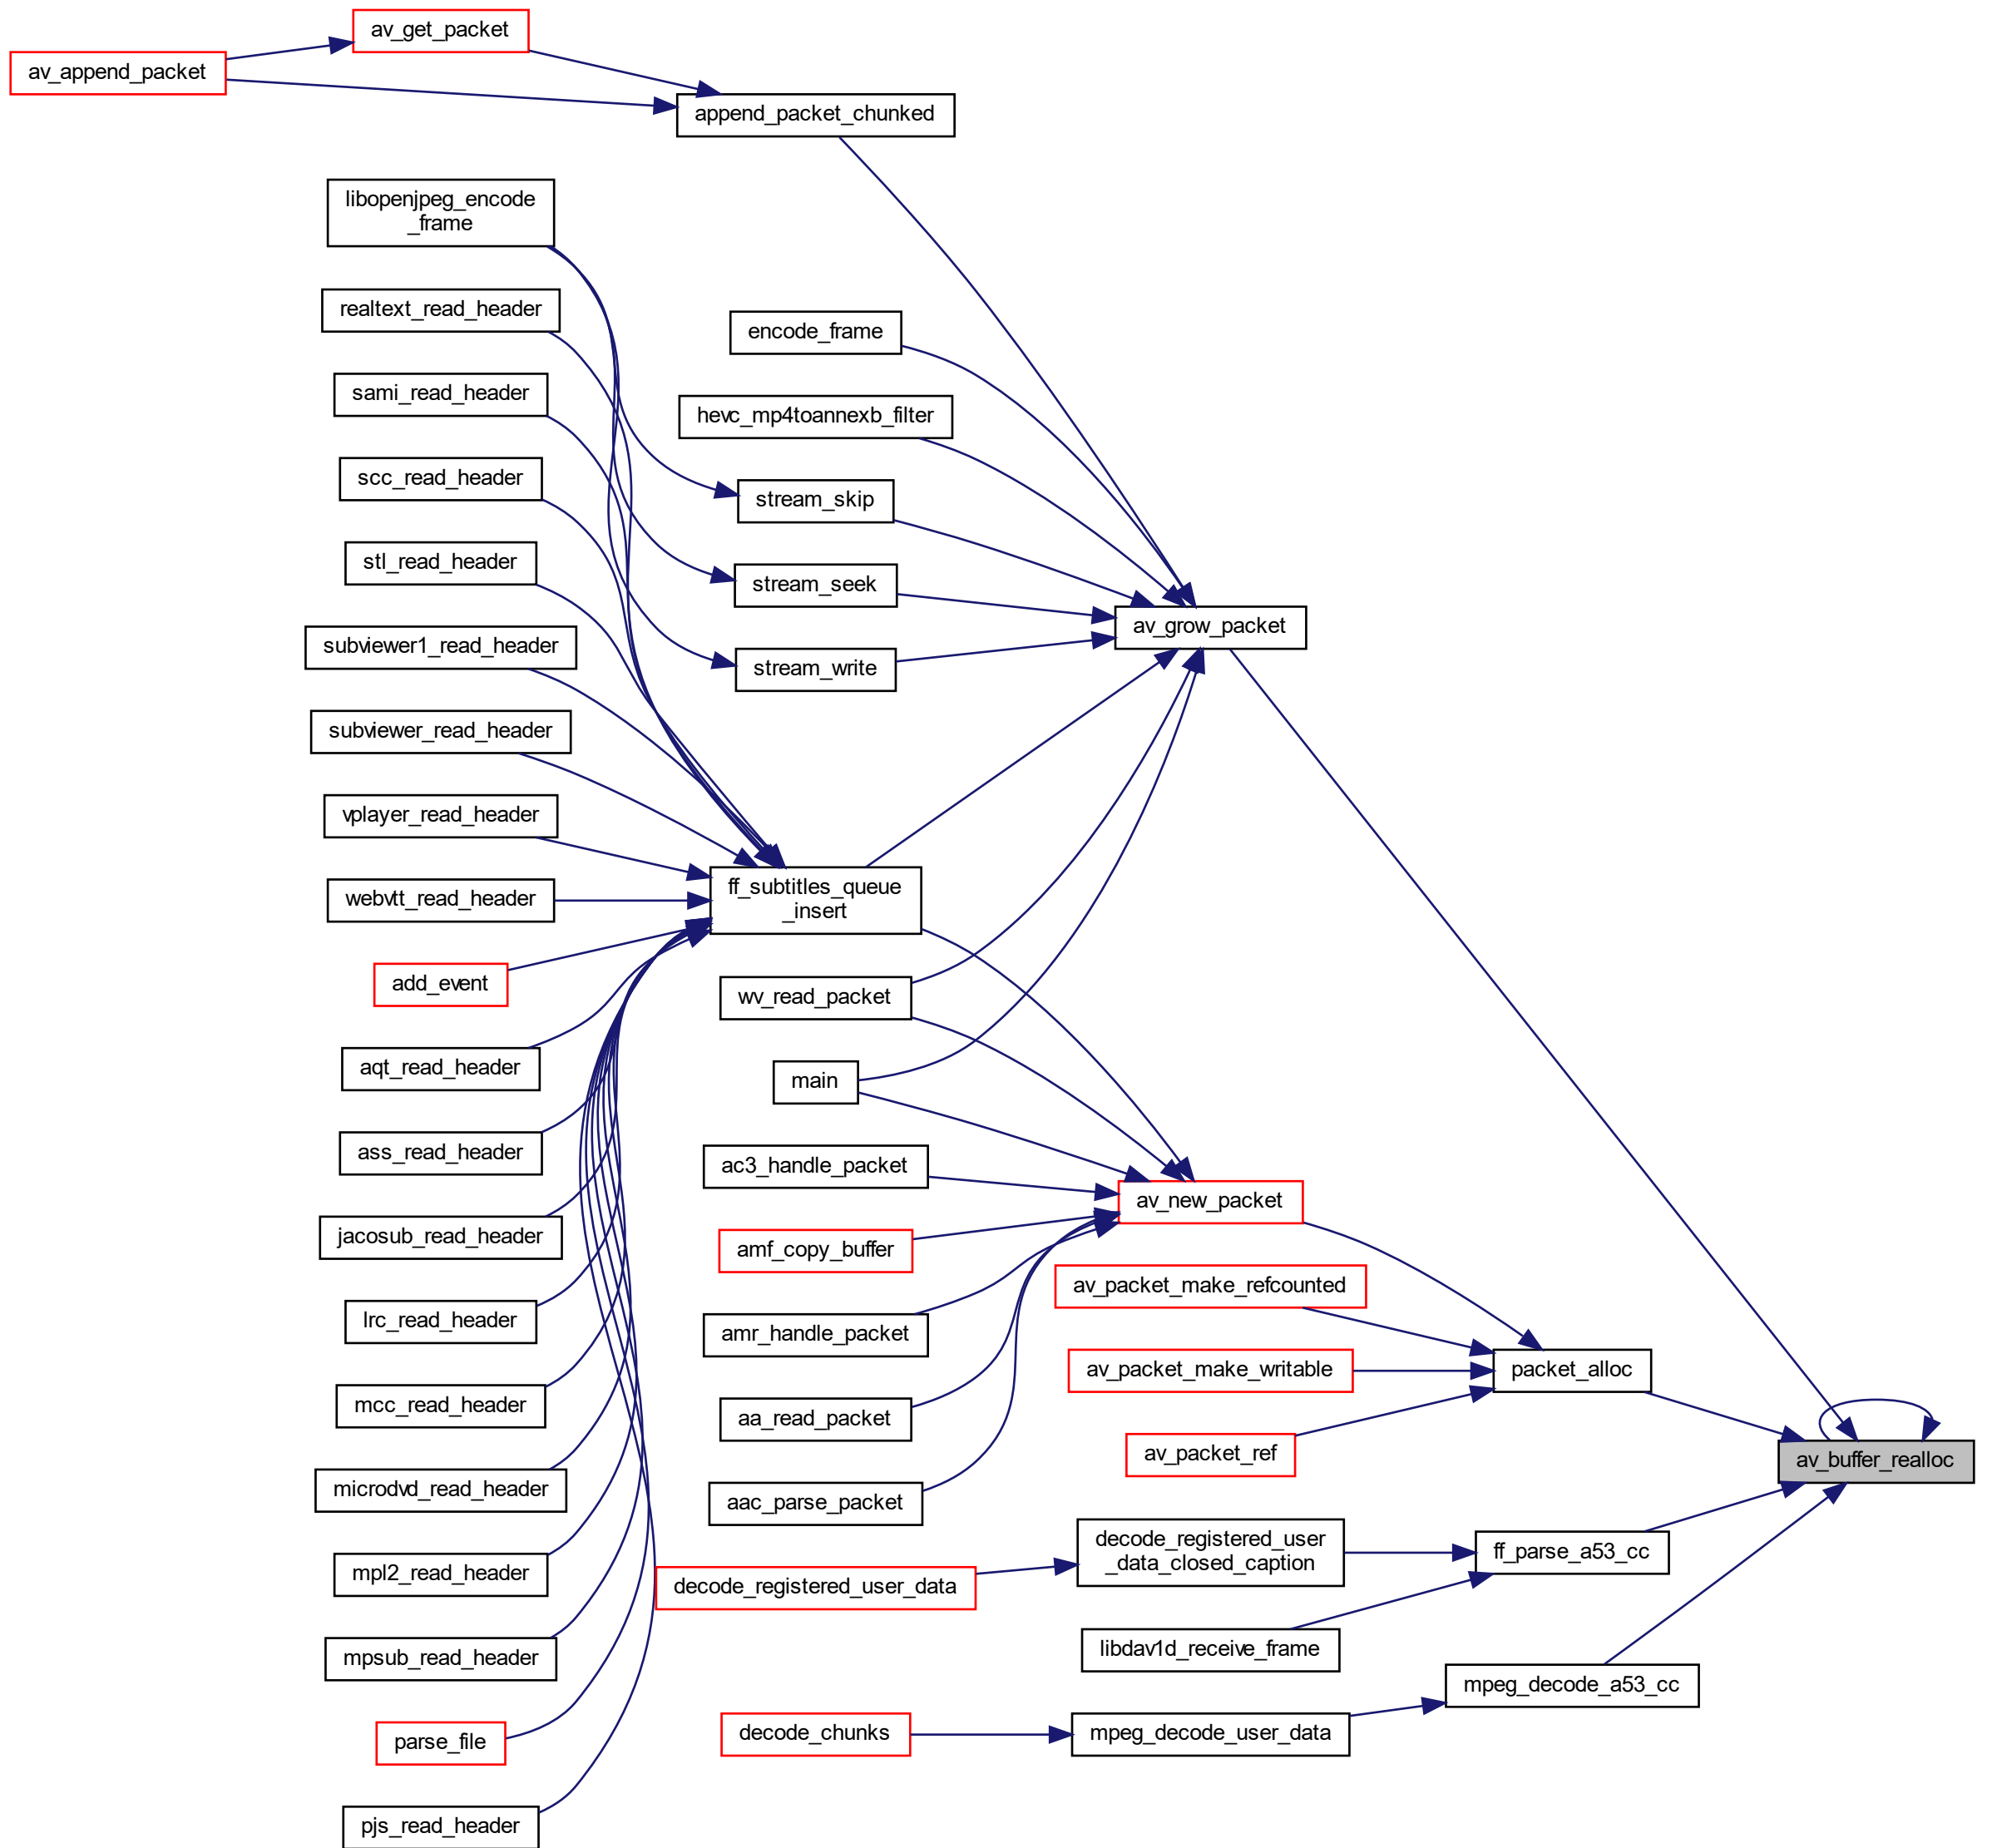 av_get_packet
av_append_packet
append_packet_chunked
libopenjpeg_encode
_frame
realtext_read_header
encode_frame
sami_read_header
hevc_mp4toannexb_filter
scc_read_header
stream_skip
stl_read_header
stream_seek
av_grow_packet
subviewer1_read_header
stream_write
subviewer_read_header
vplayer_read_header
webvtt_read_header
ff_subtitles_queue
_insert
add_event
wv_read_packet
aqt_read_header
main
ass_read_header
ac3_handle_packet
av_new_packet
jacosub_read_header
amf_copy_buffer
av_packet_make_refcounted
lrc_read_header
amr_handle_packet
av_packet_make_writable
packet_alloc
mcc_read_header
aa_read_packet
av_packet_ref
av_buffer_realloc
microdvd_read_header
aac_parse_packet
decode_registered_user
_data_closed_caption
ff_parse_a53_cc
mpl2_read_header
decode_registered_user_data
mpsub_read_header
libdav1d_receive_frame
mpeg_decode_a53_cc
parse_file
decode_chunks
mpeg_decode_user_data
pjs_read_header